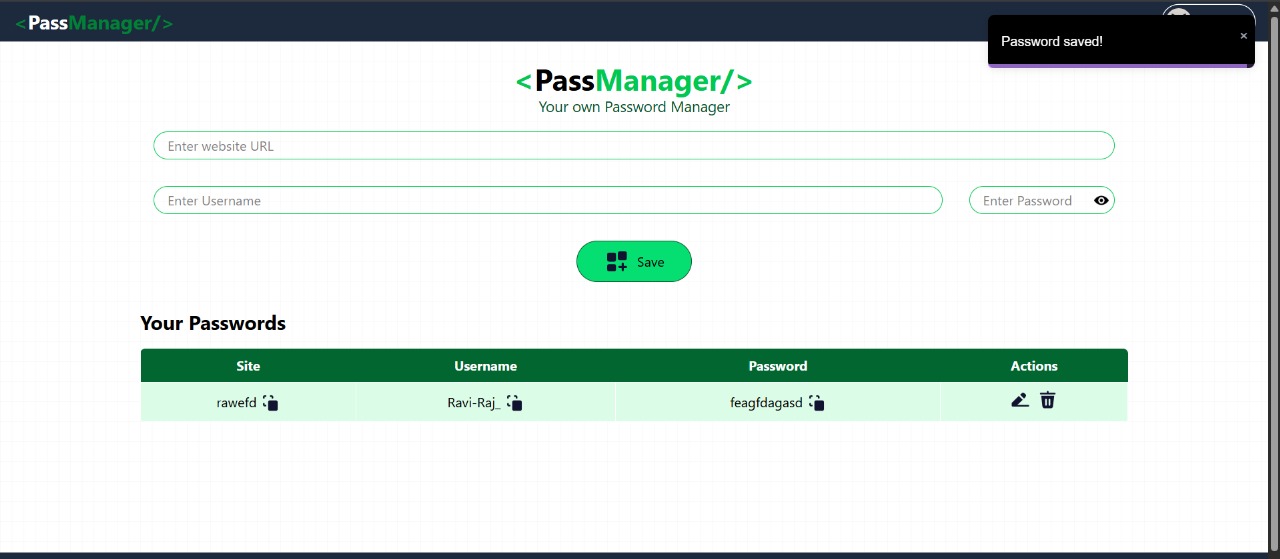 <PassManager/>
Password saved! ×
<PassManager/>
Your own Password Manager
Enter website URL
Enter Username Enter Password
Save
Your Passwords
Site Username Password Actions
rawefd Ravi-Raj_ feagfdagasd